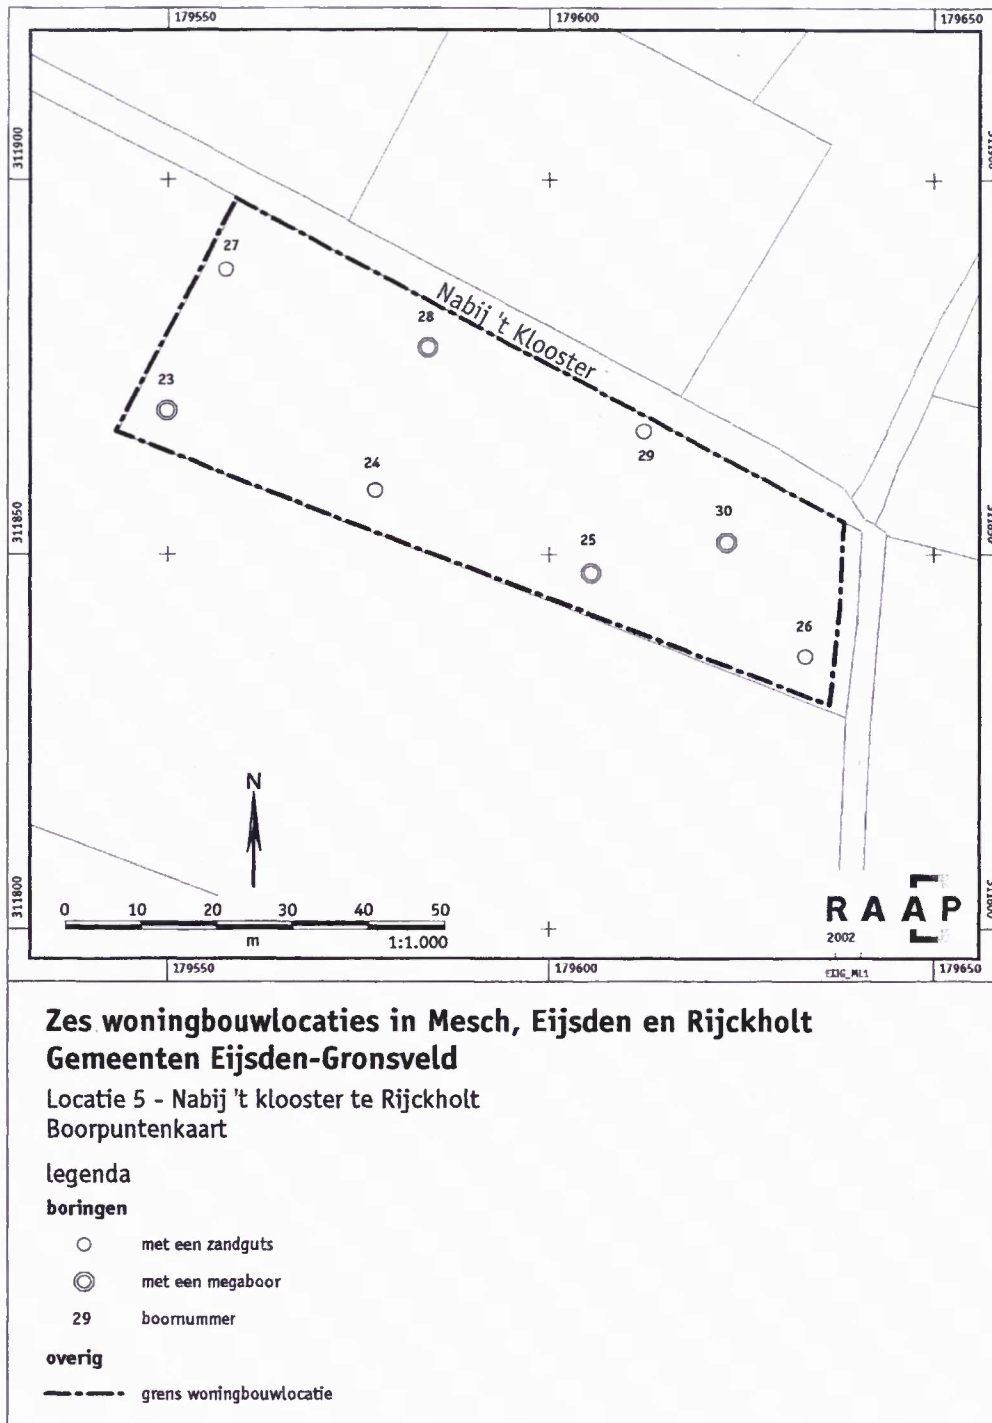 179550
179600
179650
311900
27
Nabij 't Klooster
28
23
29
24
30
311850
25
26
N
311800
0 10 20 30 40 50
m 1:1.000
RAAP
2002
179550
179600
179650
Zes woningbouwlocaties in Mesch, Eijsden en Rijckholt
Gemeenten Eijsden-Gronsveld
Locatie 5 - Nabij 't klooster te Rijckholt
Boorpuntenkaart
legenda
boringen
met een zandguts
met een megaboor
29 boornummer
overig
grens woningbouwlocatie